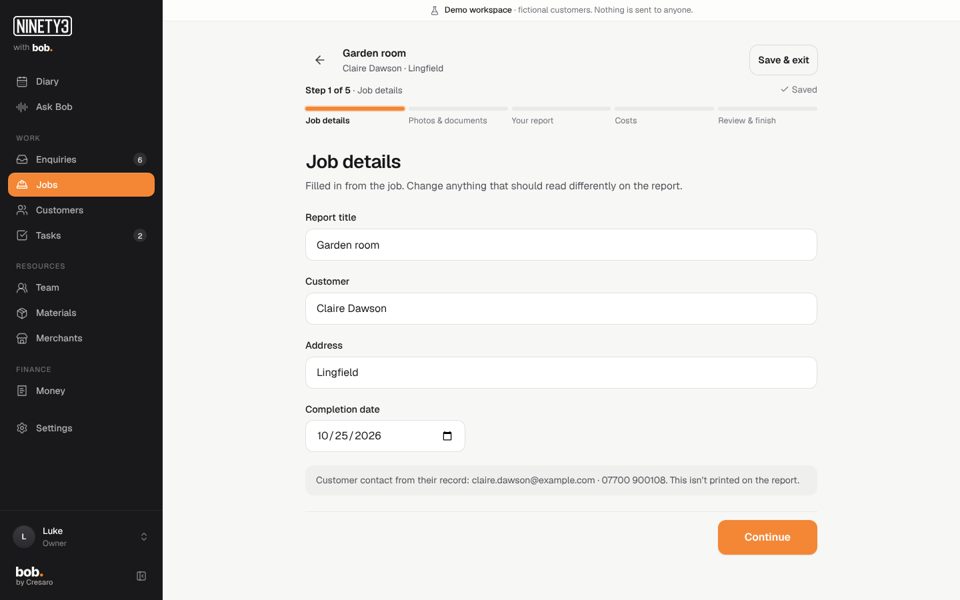 NINETY3
with bob.
Diary
Ask Bob
WORK
Enquiries 6
Jobs
Customers
Tasks 2
RESOURCES
Team
Materials
Merchants
FINANCE
Money
Settings
L
Luke
Owner
bob.
by Cresaro
Demo workspace · fictional customers. Nothing is sent to anyone.
Garden room
Claire Dawson · Lingfield
Save & exit
Step 1 of 5 · Job details
Saved
Job details
Photos & documents
Your report
Costs
Review & finish
Job details
Filled in from the job. Change anything that should read differently on the report.
Report title
Garden room
Customer
Claire Dawson
Address
Lingfield
Completion date
10/25/2026
Customer contact from their record: claire.dawson@example.com · 07700 900108. This isn't printed on the report.
Continue